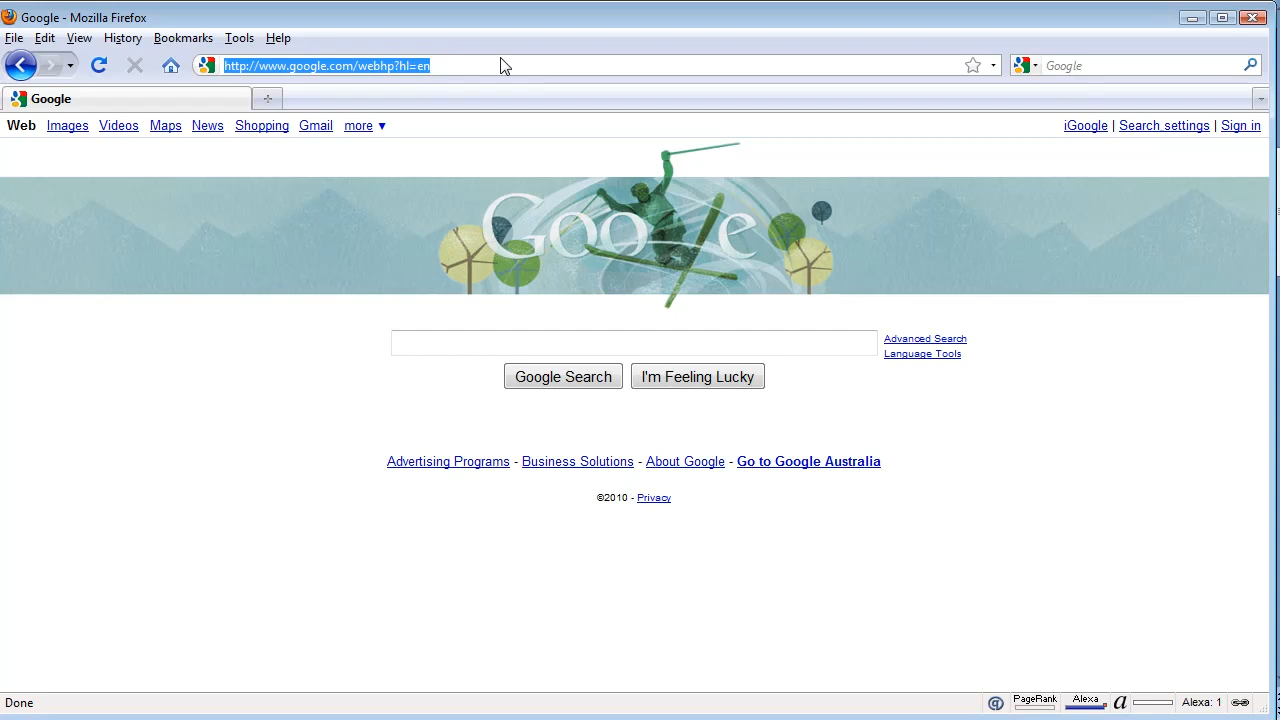 Google - Mozilla Firefox
File Edit View History Bookmarks Tools Help
http://www.google.com/webhp?hl=en
Google
Google
Web Images Videos Maps News Shopping Gmail more ▼
iGoogle | Search settings | Sign in
Google
Advanced Search
Language Tools
Google Search I'm Feeling Lucky
Advertising Programs - Business Solutions - About Google - Go to Google Australia
©2010 - Privacy
Done
@ PageRank Alexa a Alexa: 1